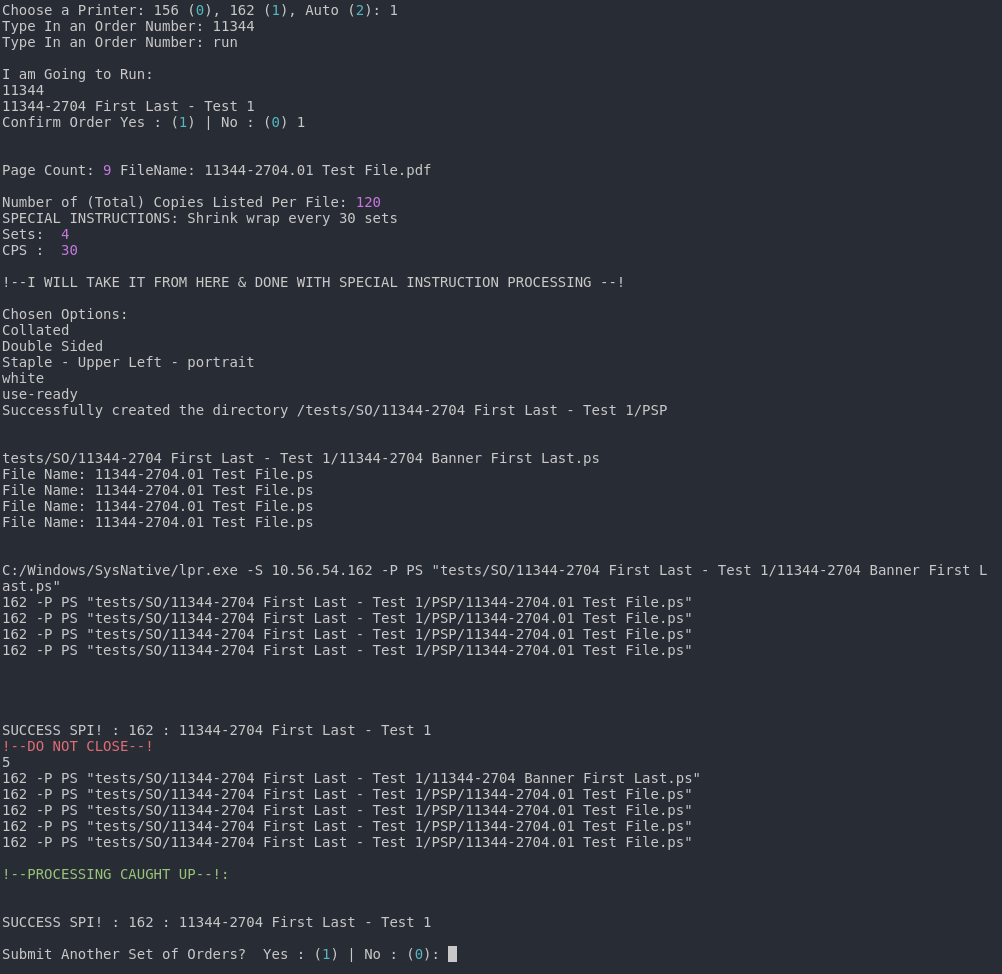 Choose a Printer: 156 (0), 162 (1), Auto (2): 1
Type In an Order Number: 11344
Type In an Order Number: run
I am Going to Run:
11344
11344-2704 First Last - Test 1
Confirm Order Yes : (1) | No : (0) 1
Page Count: 9 FileName: 11344-2704.01 Test File.pdf
Number of (Total) Copies Listed Per File: 120
SPECIAL INSTRUCTIONS: Shrink wrap every 30 sets
Sets:  4
CPS :  30
!--I WILL TAKE IT FROM HERE & DONE WITH SPECIAL INSTRUCTION PROCESSING --!
Chosen Options:
Collated
Double Sided
Staple - Upper Left - portrait
white
use-ready
Successfully created the directory /tests/SO/11344-2704 First Last - Test 1/PSP
tests/SO/11344-2704 First Last - Test 1/11344-2704 Banner First Last.ps
File Name: 11344-2704.01 Test File.ps
File Name: 11344-2704.01 Test File.ps
File Name: 11344-2704.01 Test File.ps
File Name: 11344-2704.01 Test File.ps
C:/Windows/SysNative/lpr.exe -S 10.56.54.162 -P PS "tests/SO/11344-2704 First Last - Test 1/11344-2704 Banner First L
ast.ps"
162 -P PS "tests/SO/11344-2704 First Last - Test 1/PSP/11344-2704.01 Test File.ps"
162 -P PS "tests/SO/11344-2704 First Last - Test 1/PSP/11344-2704.01 Test File.ps"
162 -P PS "tests/SO/11344-2704 First Last - Test 1/PSP/11344-2704.01 Test File.ps"
162 -P PS "tests/SO/11344-2704 First Last - Test 1/PSP/11344-2704.01 Test File.ps"
SUCCESS SPI! : 162 : 11344-2704 First Last - Test 1
!--DO NOT CLOSE--!
5
162 -P PS "tests/SO/11344-2704 First Last - Test 1/11344-2704 Banner First Last.ps"
162 -P PS "tests/SO/11344-2704 First Last - Test 1/PSP/11344-2704.01 Test File.ps"
162 -P PS "tests/SO/11344-2704 First Last - Test 1/PSP/11344-2704.01 Test File.ps"
162 -P PS "tests/SO/11344-2704 First Last - Test 1/PSP/11344-2704.01 Test File.ps"
162 -P PS "tests/SO/11344-2704 First Last - Test 1/PSP/11344-2704.01 Test File.ps"
!--PROCESSING CAUGHT UP--!:
SUCCESS SPI! : 162 : 11344-2704 First Last - Test 1
Submit Another Set of Orders?  Yes : (1) | No : (0):